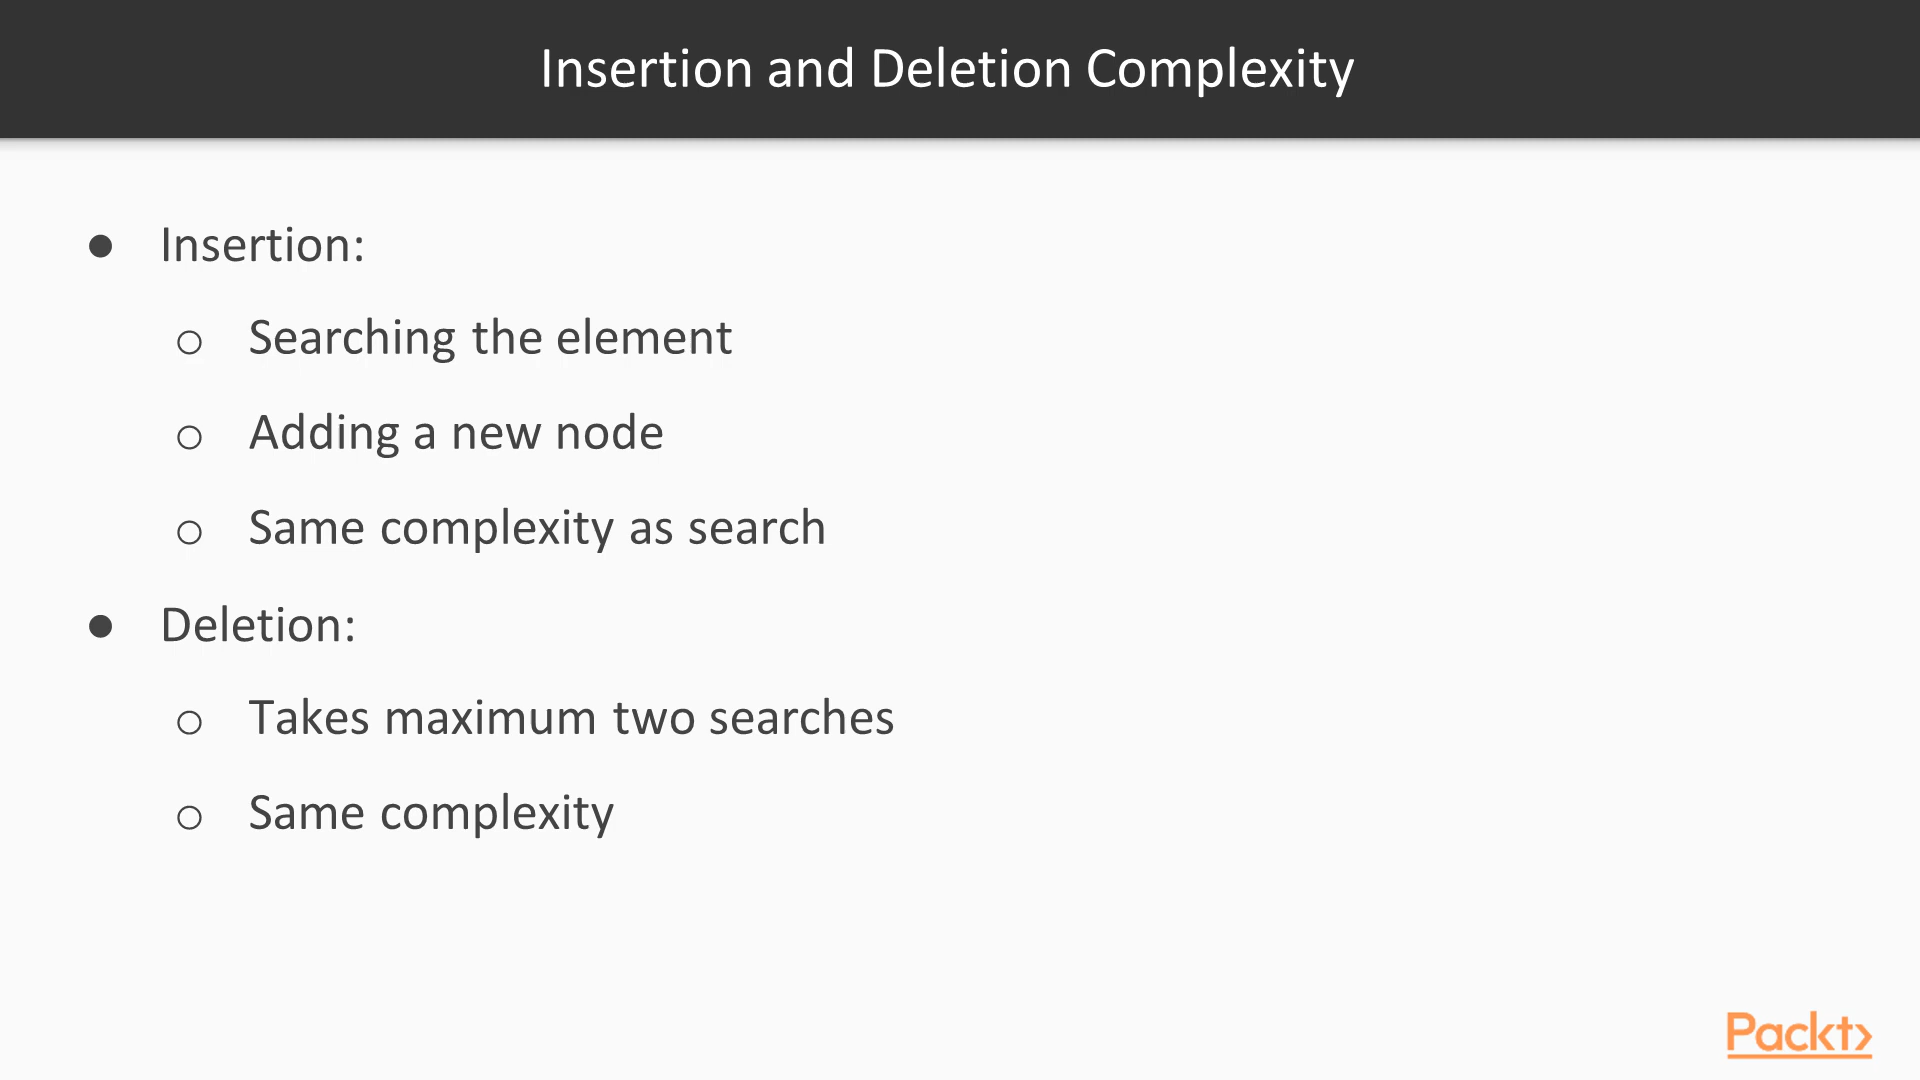 Insertion and Deletion Complexity
● Insertion:
○ Searching the element
○ Adding a new node
○ Same complexity as search
● Deletion:
○ Takes maximum two searches
○ Same complexity
Packt>